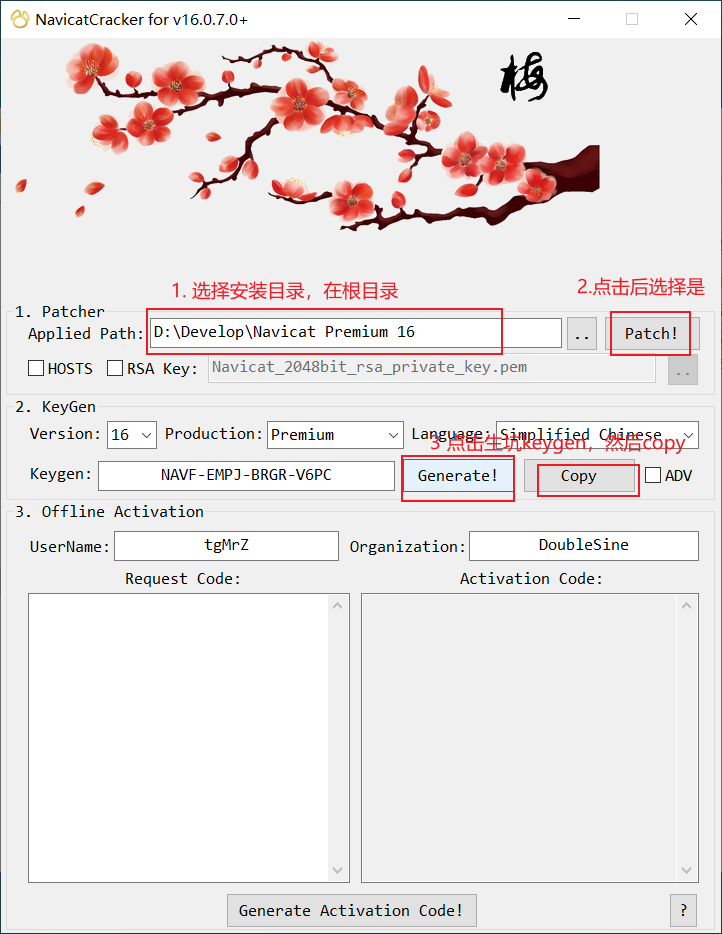 NavicatCracker for v16.0.7.0+
梅
1. 选择安装目录，在根目录
2.点击后选择是
1. Patcher
Applied Path: D:\Develop\Navicat Premium 16 .. Patch!
HOSTS RSA Key: Navicat_2048bit_rsa_private_key.pem ..
2. KeyGen
Version: 16 Production: Premium Language: Simplified Chinese
3 点击生坑keygen，然后copy
Keygen: NAVF-EMPJ-BRGR-V6PC Generate! Copy ADV
3. Offline Activation
UserName: tgMrZ Organization: DoubleSine
Request Code: Activation Code:
Generate Activation Code! ?